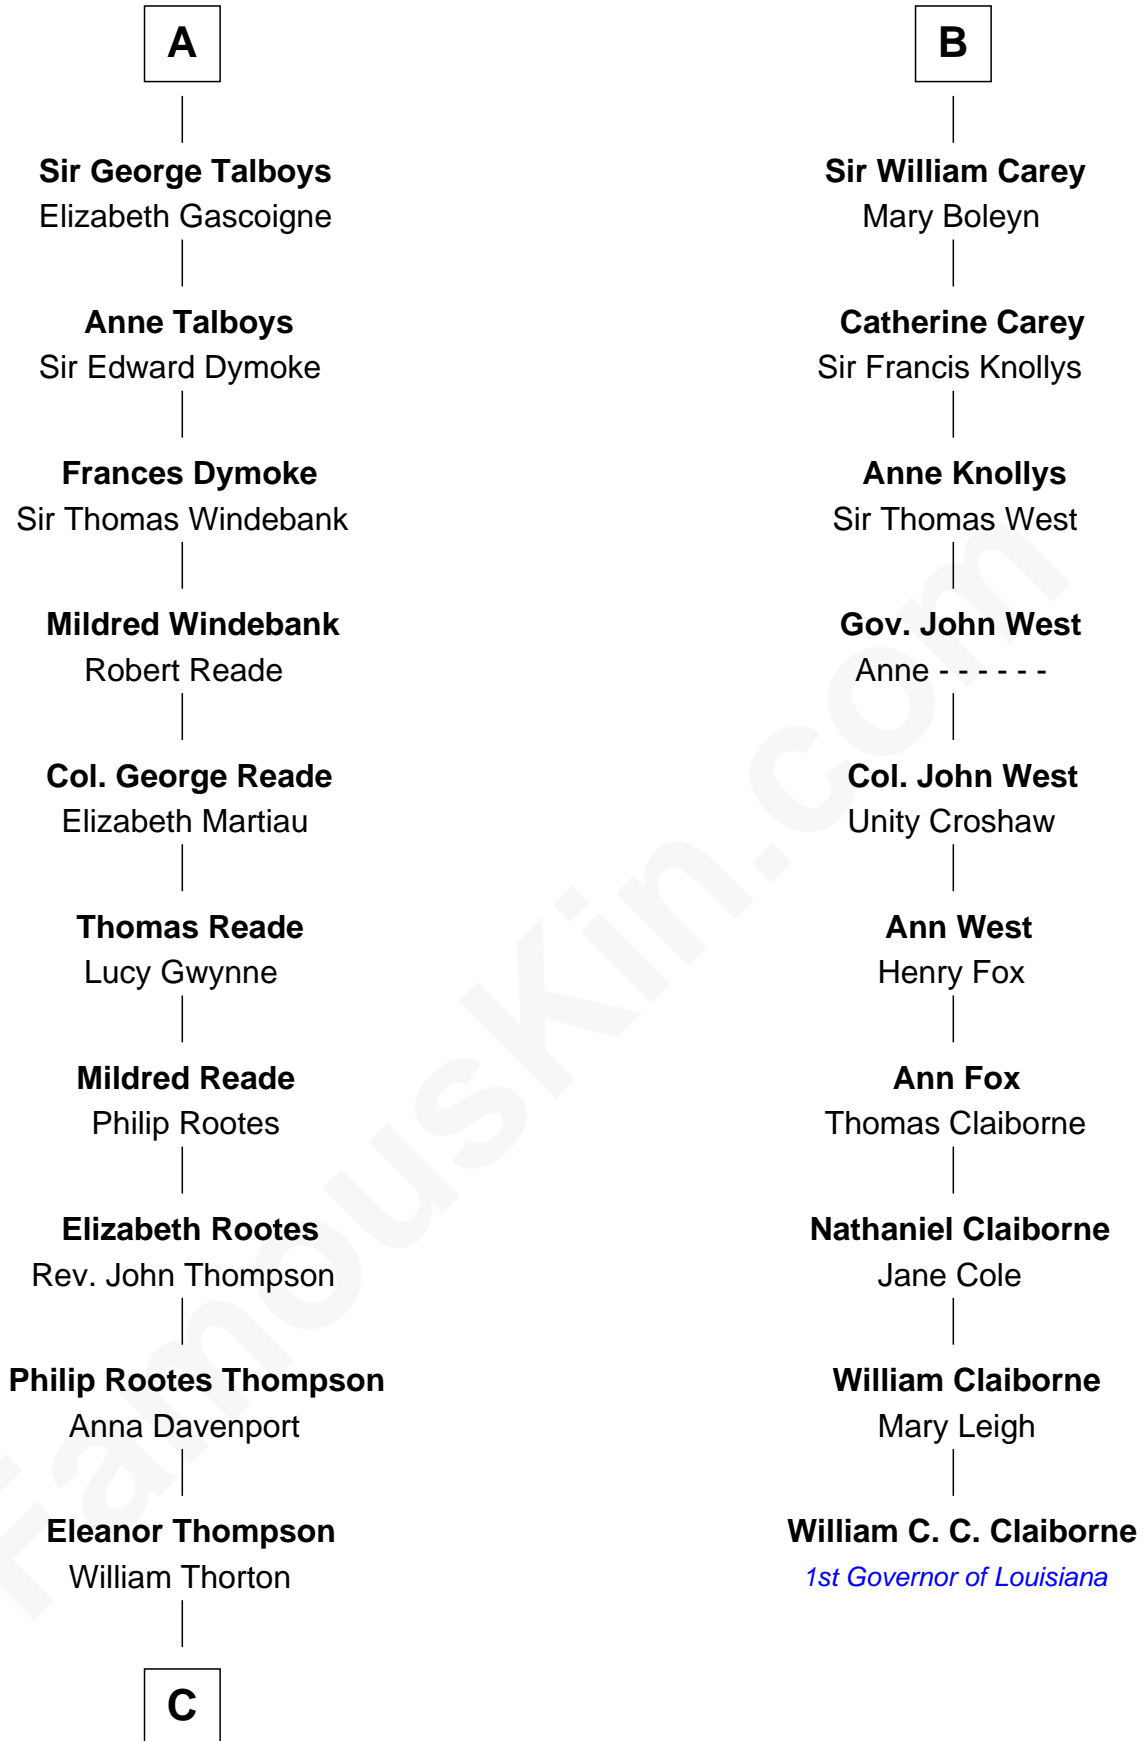 A
Sir George Talboys
Elizabeth Gascoigne
Anne Talboys
Sir Edward Dymoke
Frances Dymoke
Sir Thomas Windebank
Mildred Windebank
Robert Reade
Col. George Reade
Elizabeth Martiau
Thomas Reade
Lucy Gwynne
Mildred Reade
Philip Rootes
Elizabeth Rootes
Rev. John Thompson
Philip Rootes Thompson
Anna Davenport
Eleanor Thompson
William Thorton
C
B
Sir William Carey
Mary Boleyn
Catherine Carey
Sir Francis Knollys
Anne Knollys
Sir Thomas West
Gov. John West
Anne - - - - - -
Col. John West
Unity Croshaw
Ann West
Henry Fox
Ann Fox
Thomas Claiborne
Nathaniel Claiborne
Jane Cole
William Claiborne
Mary Leigh
William C. C. Claiborne
1st Governor of Louisiana
FamousKin.com